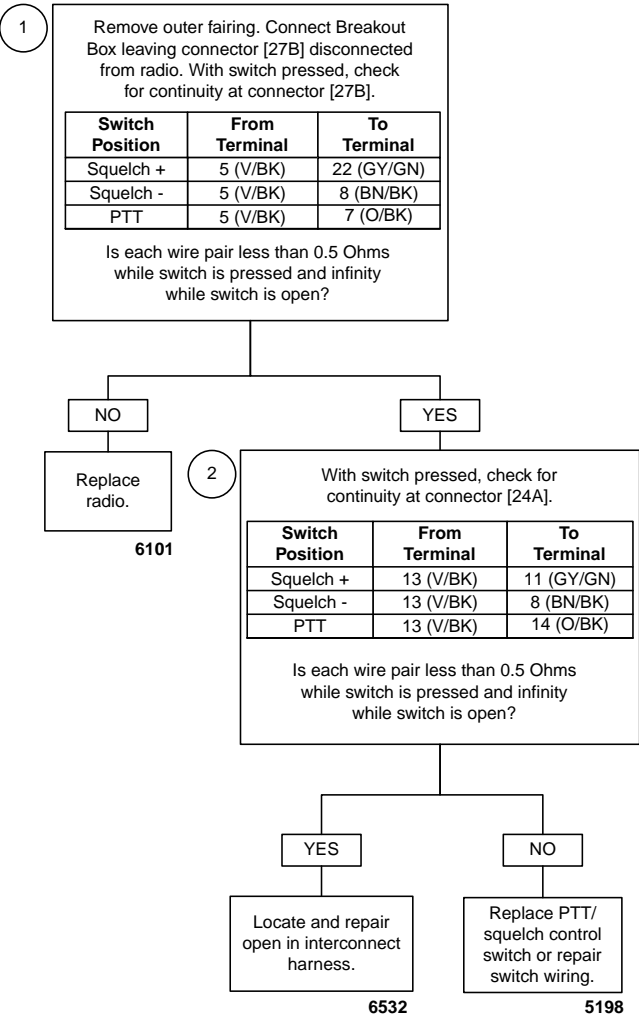 1
Remove outer fairing. Connect Breakout
Box leaving connector [27B] disconnected
from radio. With switch pressed, check
for continuity at connector [27B].
Switch Position From Terminal To Terminal
Squelch + 5 (V/BK) 22 (GY/GN)
Squelch - 5 (V/BK) 8 (BN/BK)
PTT 5 (V/BK) 7 (O/BK)
Is each wire pair less than 0.5 Ohms
while switch is pressed and infinity
while switch is open?
NO
YES
Replace
radio.
6101
2
With switch pressed, check for
continuity at connector [24A].
Switch Position From Terminal To Terminal
Squelch + 13 (V/BK) 11 (GY/GN)
Squelch - 13 (V/BK) 8 (BN/BK)
PTT 13 (V/BK) 14 (O/BK)
Is each wire pair less than 0.5 Ohms
while switch is pressed and infinity
while switch is open?
YES
NO
Locate and repair
open in interconnect
harness.
6532
Replace PTT/
squelch control
switch or repair
switch wiring.
5198